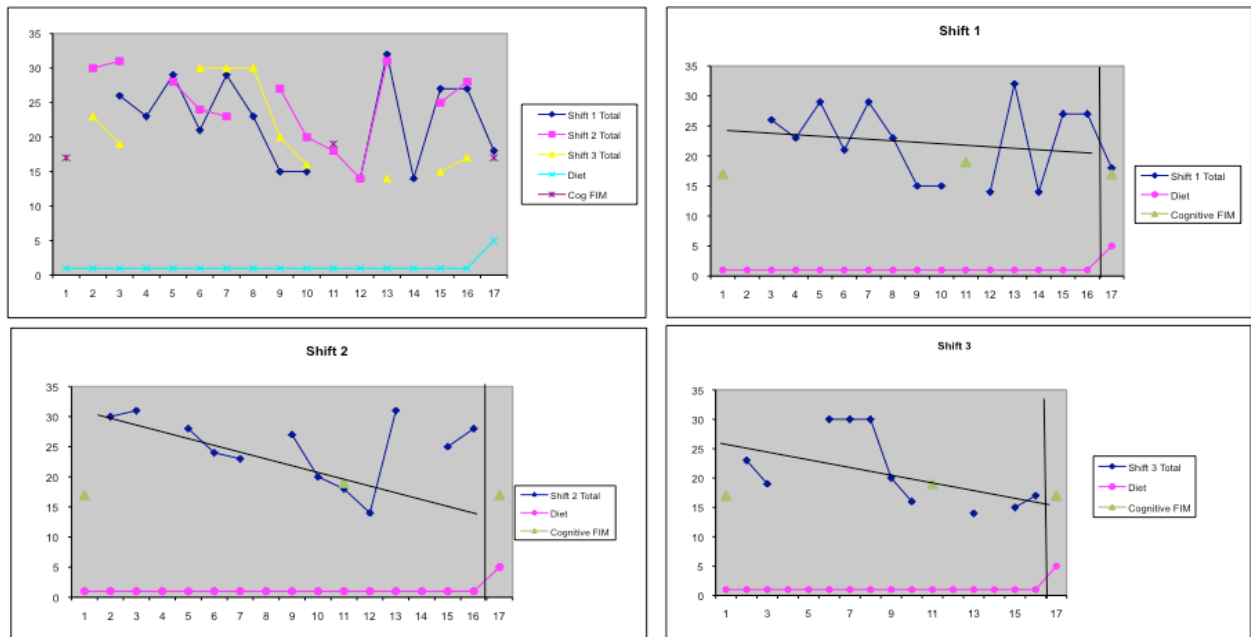 35
30
25
20
15
10
5
0
1 2 3 4 5 6 7 8 9 10 11 12 13 14 15 16 17
Shift 1 Total
Shift 2 Total
Shift 3 Total
Diet
Cog FIM
Shift 1
35
30
25
20
15
10
5
0
1 2 3 4 5 6 7 8 9 10 11 12 13 14 15 16 17
Shift 1 Total
Diet
Cognitive FIM
Shift 2
35
30
25
20
15
10
5
0
1 2 3 4 5 6 7 8 9 10 11 12 13 14 15 16 17
Shift 2 Total
Diet
Cognitive FIM
Shift 3
35
30
25
20
15
10
5
0
1 3 5 7 9 11 13 15 17
Shift 3 Total
Diet
Cognitive FIM